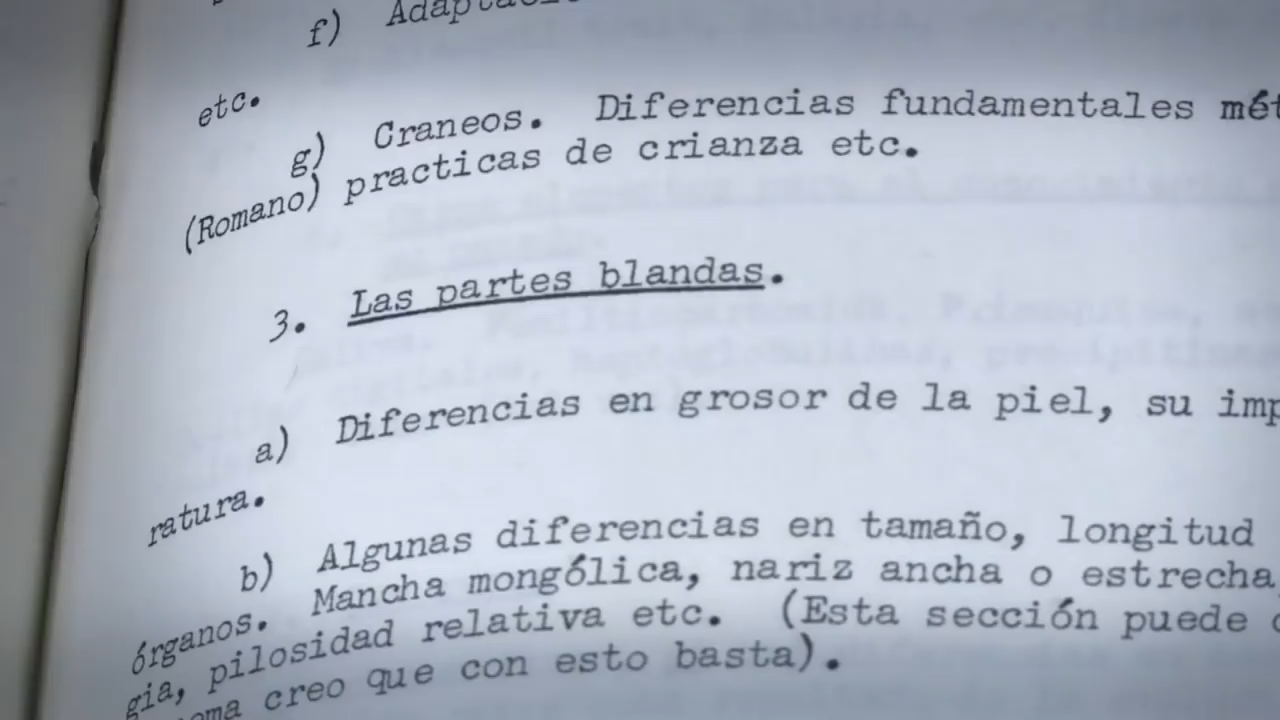 f) Adaptaci
etc.
g) Craneos. Diferencias fundamentales mét
(Romano) practicas de crianza etc.
3. Las partes blandas.
a) Diferencias en grosor de la piel, su imp
ratura.
b) Algunas diferencias en tamaño, longitud
órganos. Mancha mongólica, nariz ancha o estrecha,
gia, pilosidad relativa etc. (Esta sección puede
oma creo que con esto basta).